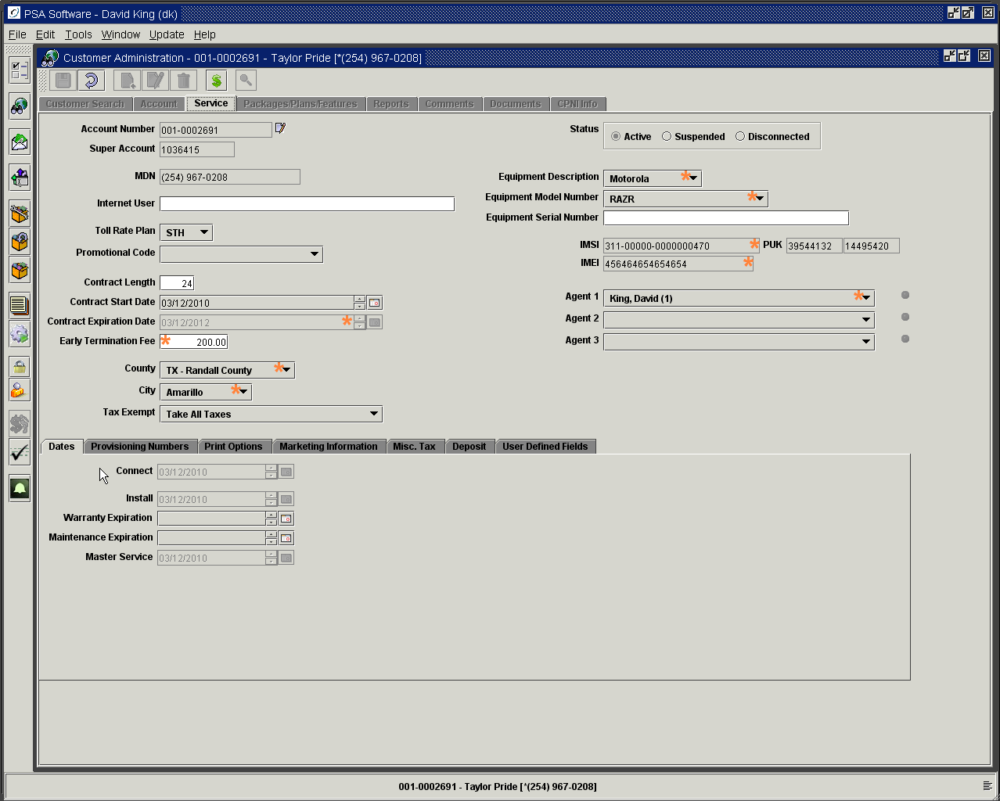 PSA Software - David King (dk)
File Edit Tools Window Update Help
Customer Administration - 001-0002691 - Taylor Pride [*(254) 967-0208]
Customer Search Account Service Packages/Plans/Features Reports Comments Documents CPNI Info
Account Number 001-0002691
Super Account 1036415
MDN (254) 967-0208
Internet User
Toll Rate Plan STH
Promotional Code
Contract Length 24
Contract Start Date 03/12/2010
Contract Expiration Date 03/12/2012
Early Termination Fee 200.00
County TX - Randall County
City Amarillo
Tax Exempt Take All Taxes
Status Active Suspended Disconnected
Equipment Description Motorola
Equipment Model Number RAZR
Equipment Serial Number
IMSI 311-00000-0000000470 PUK 39544132 14495420
IMEI 456464654654654
Agent 1 King, David (1)
Agent 2
Agent 3
Dates Provisioning Numbers Print Options Marketing Information Misc. Tax Deposit User Defined Fields
Connect 03/12/2010
Install 03/12/2010
Warranty Expiration
Maintenance Expiration
Master Service 03/12/2010
001-0002691 - Taylor Pride [*(254) 967-0208]